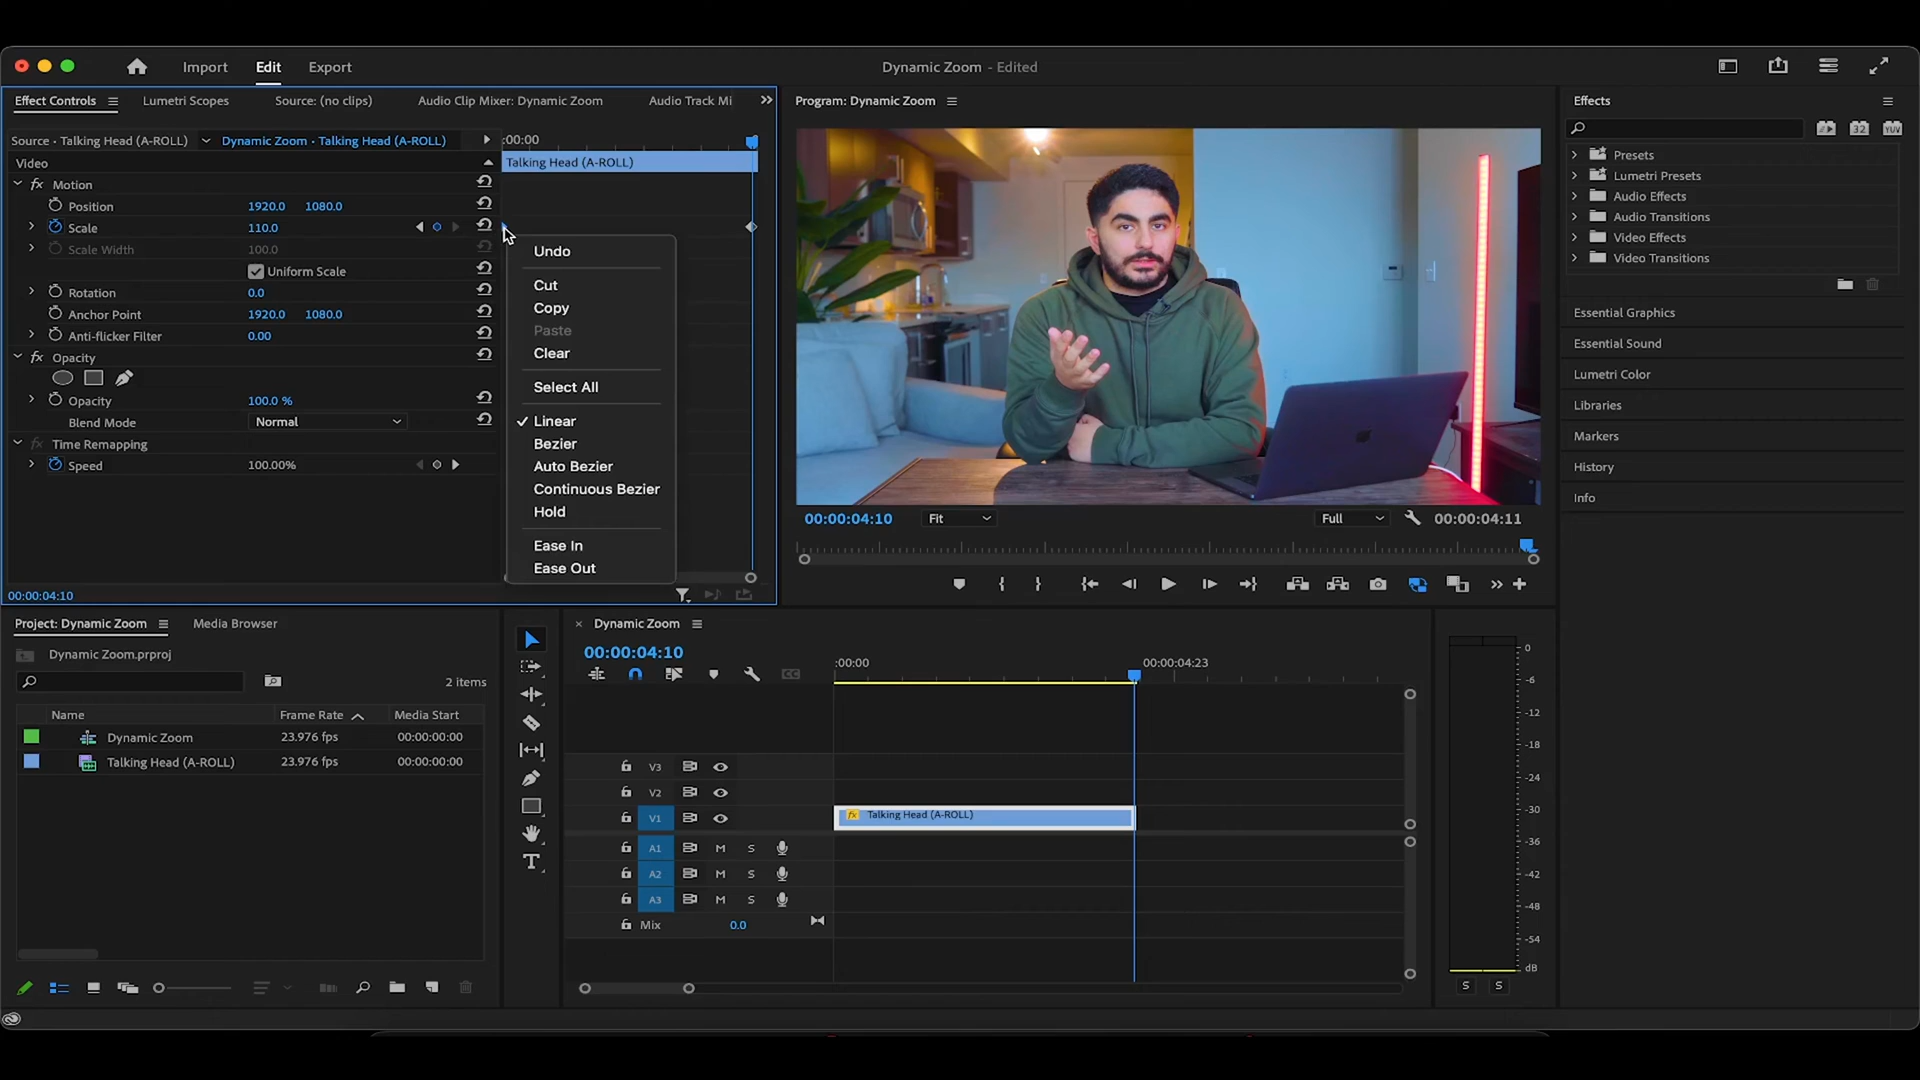 Import Edit Export Dynamic Zoom - Edited
Effect Controls Lumetri Scopes Source: (no clips) Audio Clip Mixer: Dynamic Zoom Audio Track Mi
Source · Talking Head (A-ROLL) Dynamic Zoom · Talking Head (A-ROLL) :00:00
Video Talking Head (A-ROLL)
fx Motion
Position 1920.0 1080.0
Scale 110.0
Scale Width 100.0
Uniform Scale
Rotation 0.0
Anchor Point 1920.0 1080.0
Anti-flicker Filter 0.00
fx Opacity
Opacity 100.0 %
Blend Mode Normal
fx Time Remapping
Speed 100.00%
00:00:04:10
Undo
Cut
Copy
Paste
Clear
Select All
Linear
Bezier
Auto Bezier
Continuous Bezier
Hold
Ease In
Ease Out
Program: Dynamic Zoom
00:00:04:10 Fit Full 00:00:04:11
Effects
32 YUV
Presets
Lumetri Presets
Audio Effects
Audio Transitions
Video Effects
Video Transitions
Essential Graphics
Essential Sound
Lumetri Color
Libraries
Markers
History
Info
Project: Dynamic Zoom Media Browser
Dynamic Zoom.prproj
2 items
Name Frame Rate Media Start
Dynamic Zoom 23.976 fps 00:00:00:00
Talking Head (A-ROLL) 23.976 fps 00:00:00:00
T
Dynamic Zoom
00:00:04:10
:00:00 00:00:04:23
CC
V3
V2
V1 fx Talking Head (A-ROLL)
A1 M S
A2 M S
A3 M S
Mix 0.0
0
-6
-12
-18
-24
-30
-36
-42
-48
-54
dB
S S